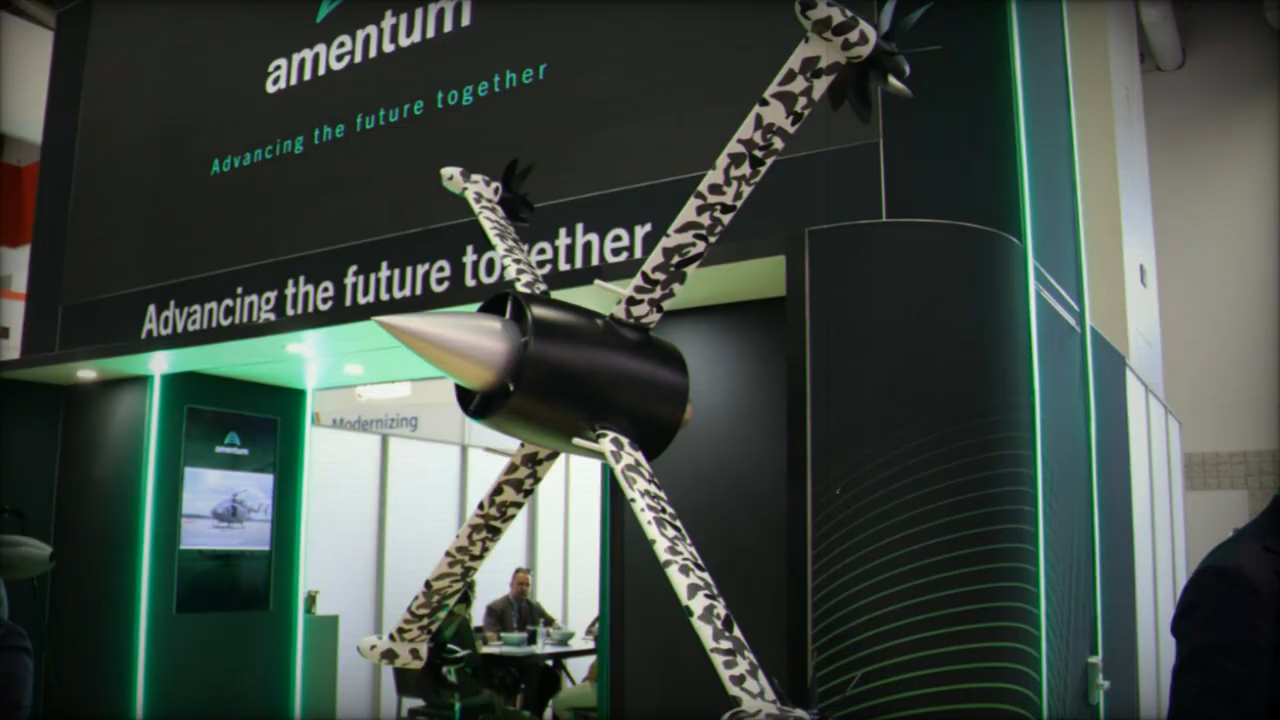 amentum
Advancing the future together
Advancing the future together
Modernizing
amentum